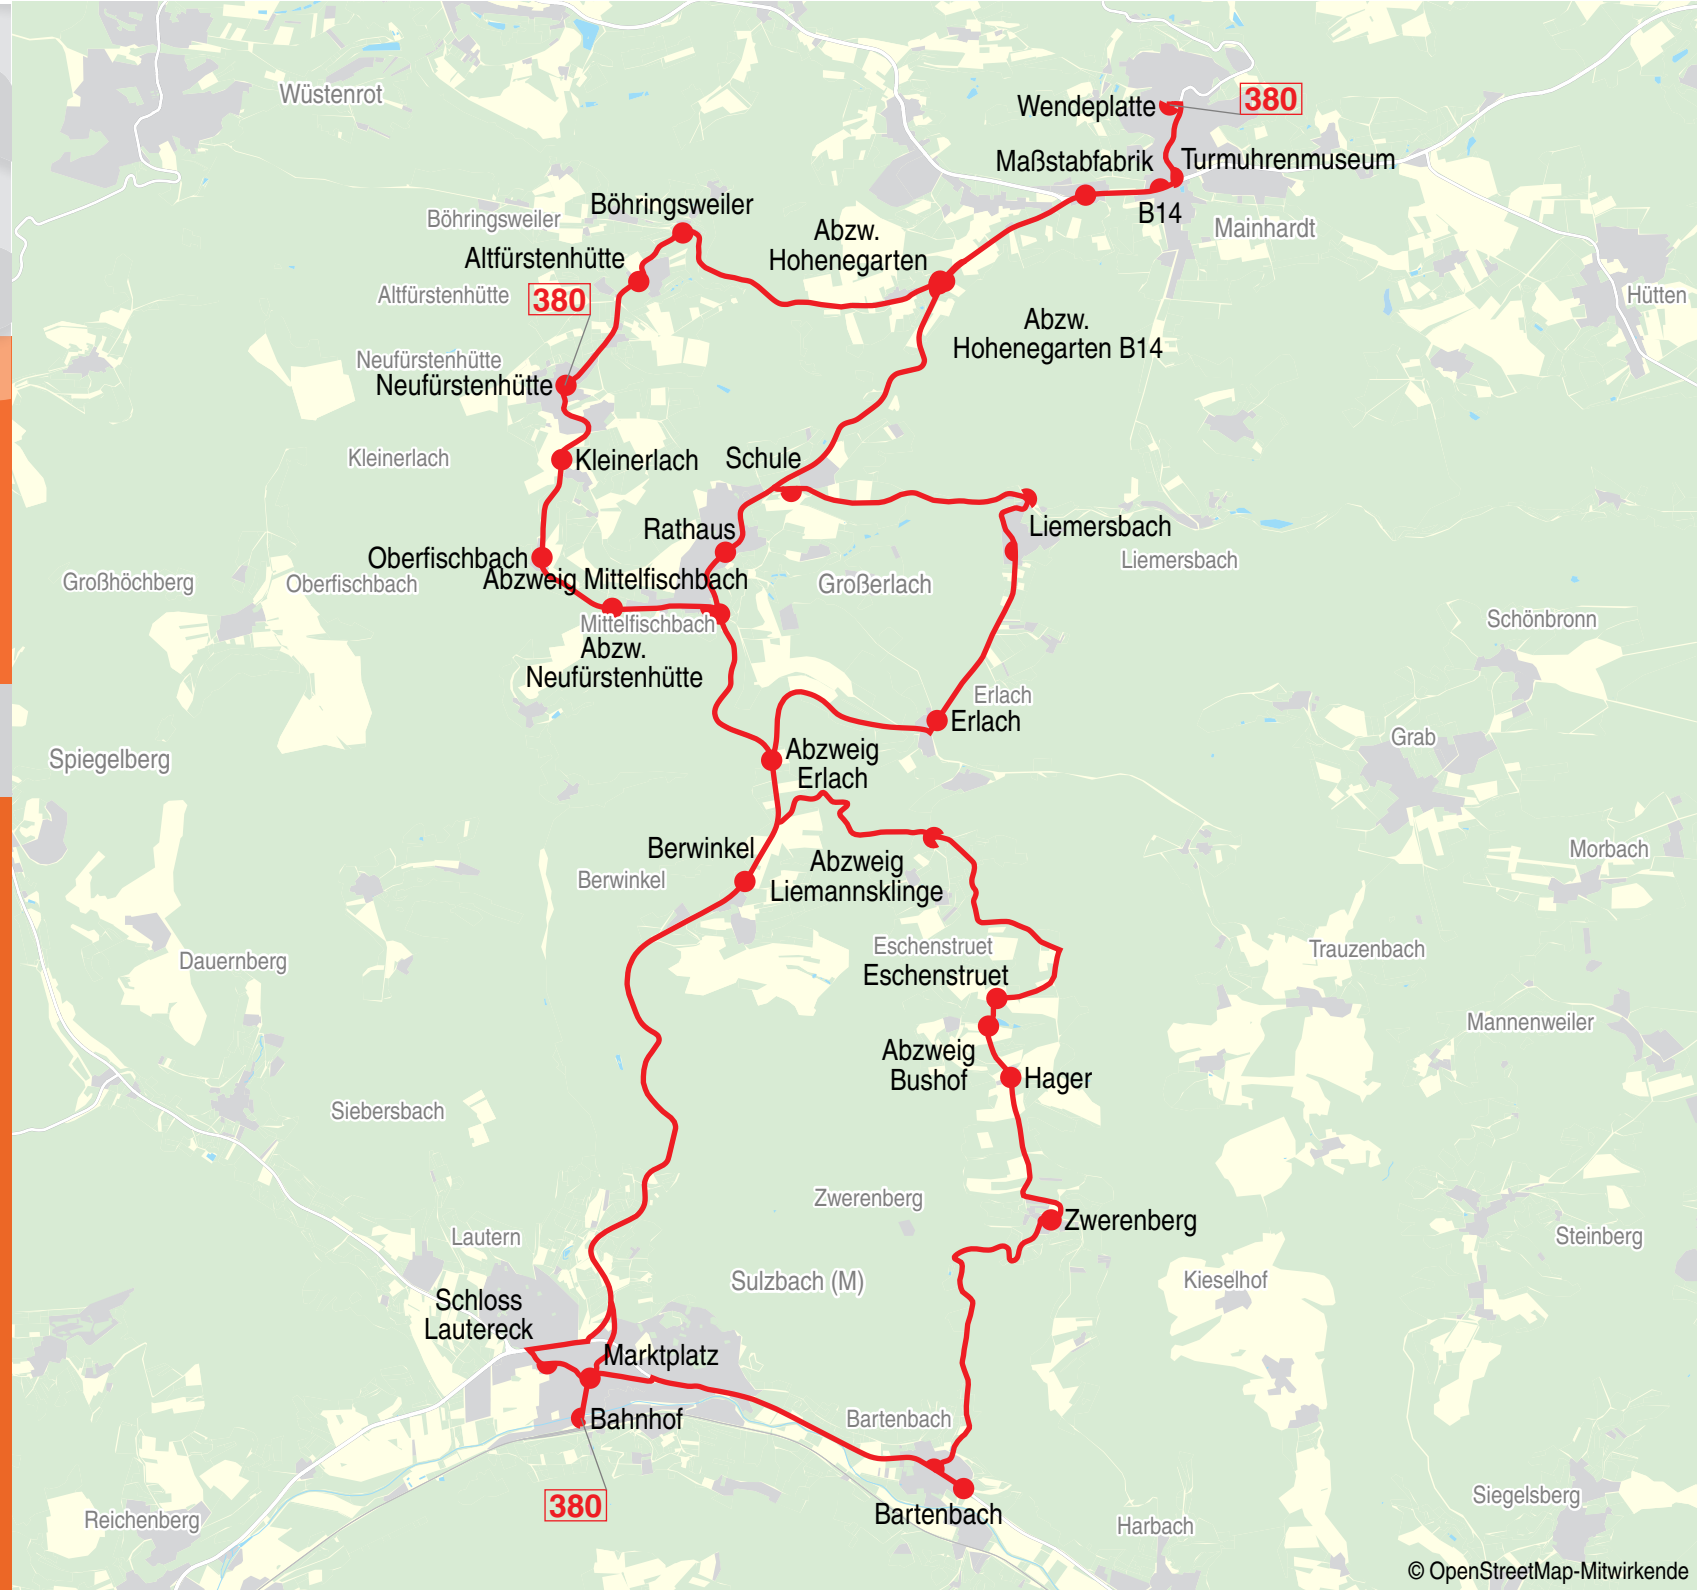 Wüstenrot
Wendeplatte
380
Maßstabfabrik
Turmuhrenmuseum
B14
Mainhardt
Böhringsweiler
Böhringsweiler
Abzw.
Hohenegarten
Altfürstenhütte
Altfürstenhütte
380
Hütten
Abzw.
Hohenegarten B14
Neufürstenhütte
Neufürstenhütte
Kleinerlach
Kleinerlach
Schule
Rathaus
Liemersbach
Liemersbach
Oberfischbach
Oberfischbach
Großhöchberg
Abzweig Mittelfischbach
Großerlach
Mittelfischbach
Schönbronn
Abzw.
Neufürstenhütte
Erlach
Erlach
Grab
Spiegelberg
Abzweig
Erlach
Berwinkel
Berwinkel
Abzweig
Liemannsklinge
Morbach
Eschenstruet
Eschenstruet
Trauzenbach
Dauernberg
Mannenweiler
Abzweig
Bushof
Hager
Siebersbach
Zwerenberg
Zwerenberg
Lautern
Steinberg
Sulzbach (M)
Kieselhof
Schloss
Lautereck
Marktplatz
Bahnhof
Bartenbach
380
Bartenbach
Reichenberg
Harbach
Siegelsberg
© OpenStreetMap-Mitwirkende